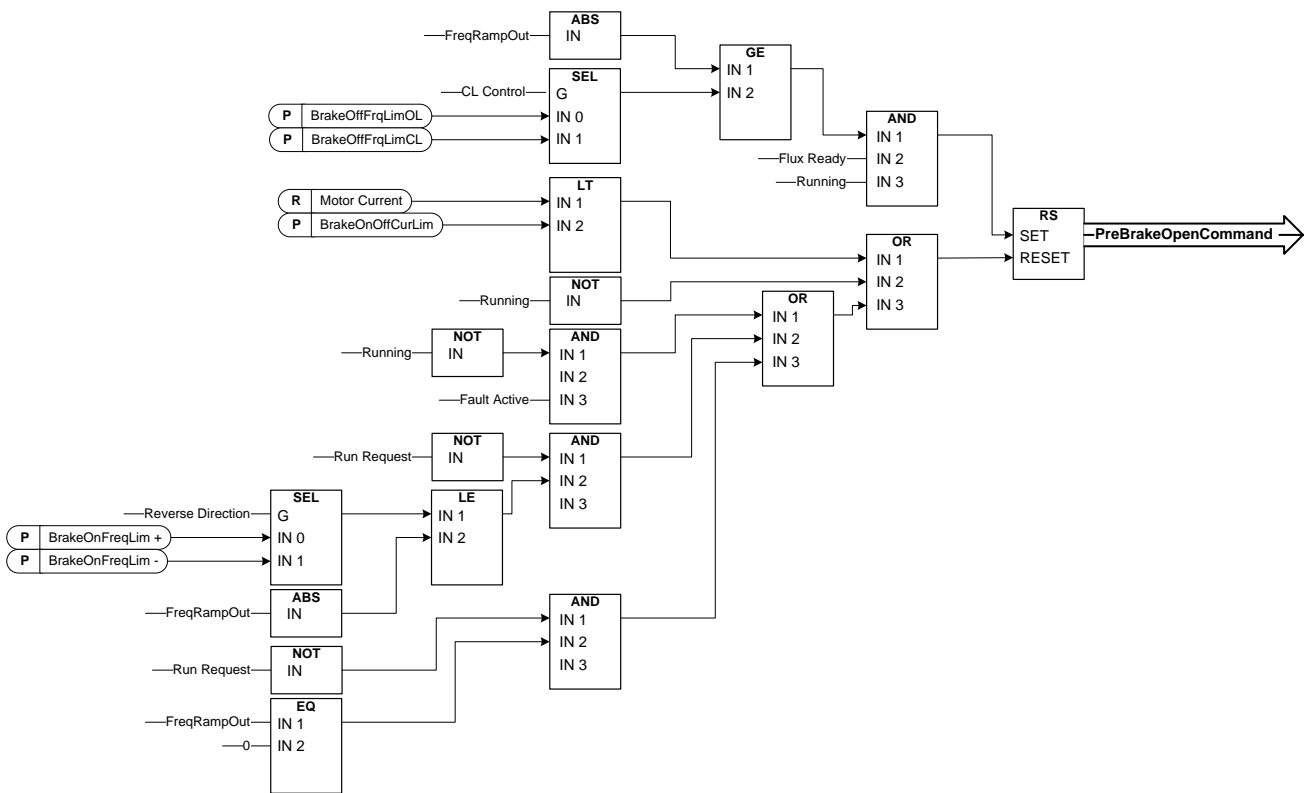 ABS
FreqRampOut IN
GE
IN 1
SEL
CL Control G IN 2
P BrakeOffFrqLimOL IN 0
P BrakeOffFrqLimCL IN 1
AND
IN 1
Flux Ready IN 2
Running IN 3
LT
R Motor Current IN 1
P BrakeOnOffCurLim IN 2
RS
SET PreBrakeOpenCommand
RESET
OR
IN 1
IN 2
IN 3
NOT
Running IN
OR
IN 1
IN 2
IN 3
NOT
Running IN
AND
IN 1
IN 2
Fault Active IN 3
NOT
Run Request IN
AND
IN 1
IN 2
IN 3
SEL
Reverse Direction G
P BrakeOnFreqLim + IN 0
P BrakeOnFreqLim - IN 1
LE
IN 1
IN 2
ABS
FreqRampOut IN
AND
IN 1
IN 2
IN 3
NOT
Run Request IN
EQ
FreqRampOut IN 1
0 IN 2